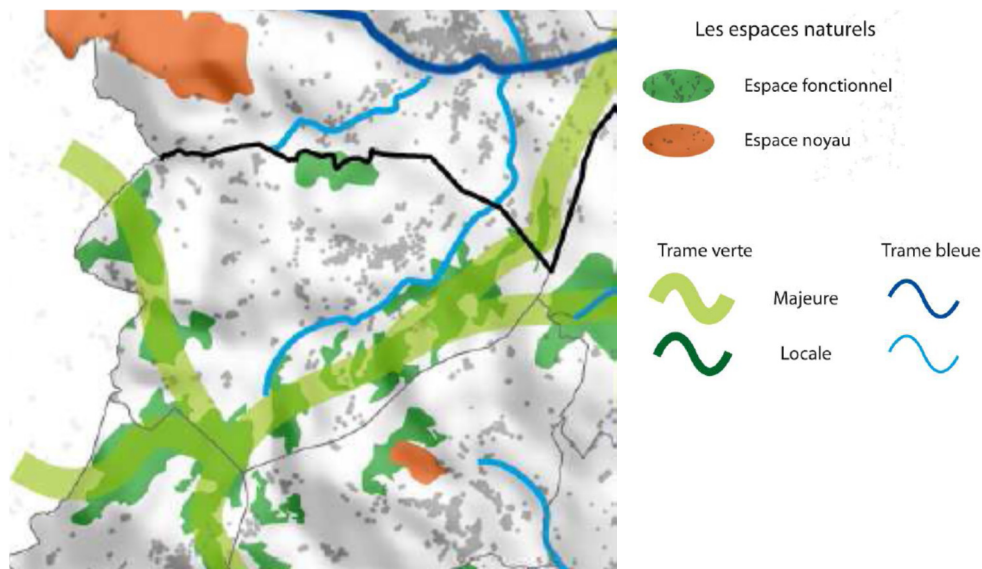 Les espaces naturels
Espace fonctionnel
Espace noyau
Trame verte
Trame bleue
Majeure
Locale